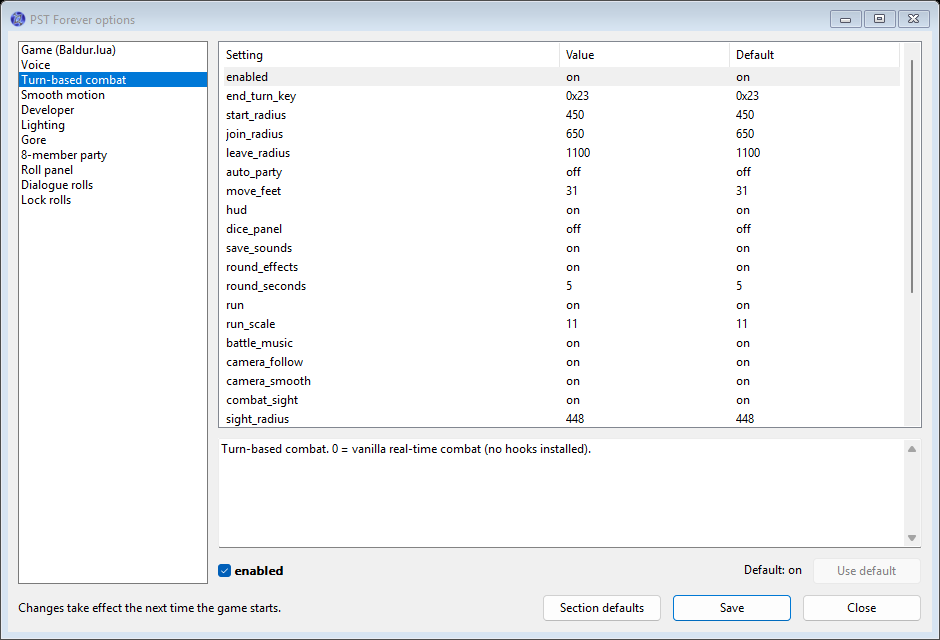 PST Forever options
Game (Baldur.lua)
Voice
Turn-based combat
Smooth motion
Developer
Lighting
Gore
8-member party
Roll panel
Dialogue rolls
Lock rolls
Setting Value Default
enabled on on
end_turn_key 0x23 0x23
start_radius 450 450
join_radius 650 650
leave_radius 1100 1100
auto_party off off
move_feet 31 31
hud on on
dice_panel off off
save_sounds on on
round_effects on on
round_seconds 5 5
run on on
run_scale 11 11
battle_music on on
camera_follow on on
camera_smooth on on
combat_sight on on
sight_radius 448 448
Turn-based combat. 0 = vanilla real-time combat (no hooks installed).
enabled Default: on Use default
Changes take effect the next time the game starts. Section defaults Save Close